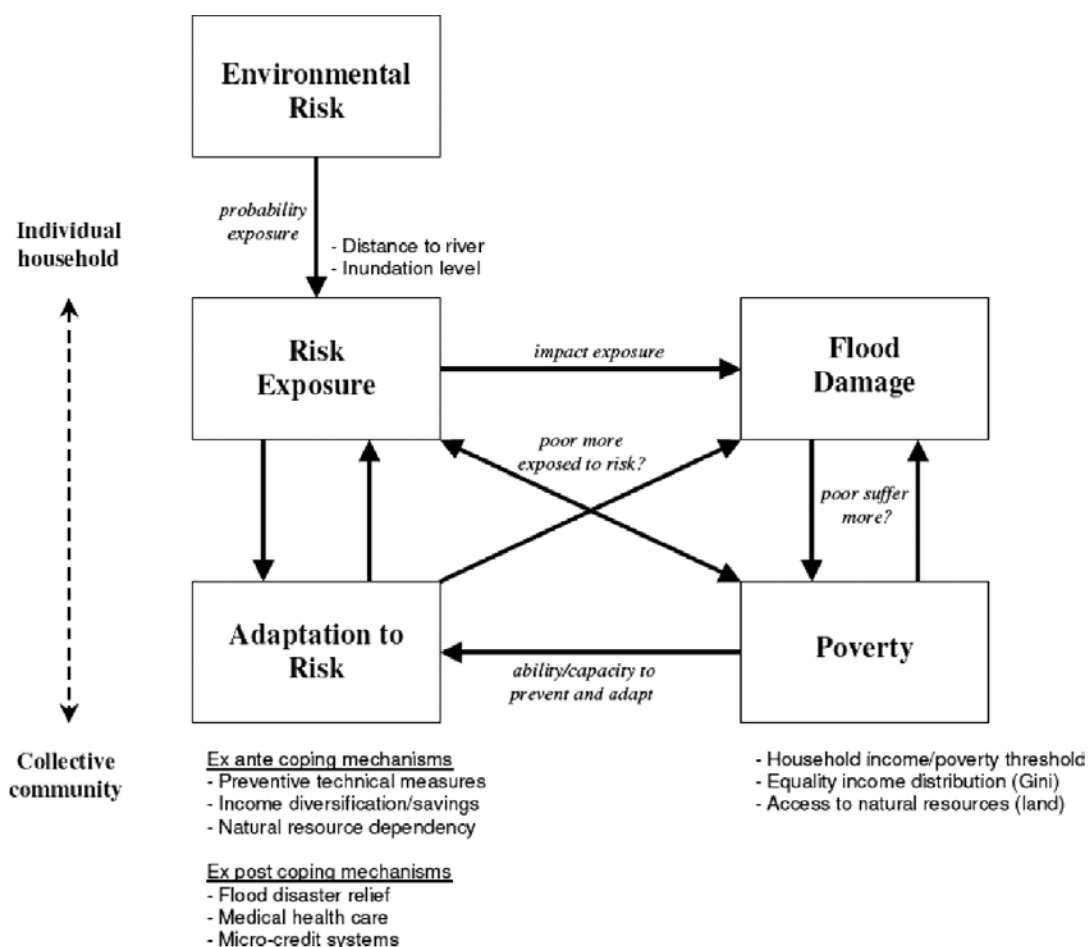 Environmental
Risk
probability
exposure
- Distance to river
- Inundation level
Individual
household
Risk
Exposure
impact exposure
Flood
Damage
poor more
exposed to risk?
poor suffer
more?
Adaptation to
Risk
ability/capacity to
prevent and adapt
Poverty
Collective
community
Ex ante coping mechanisms
- Preventive technical measures
- Income diversification/savings
- Natural resource dependency
Ex post coping mechanisms
- Flood disaster relief
- Medical health care
- Micro-credit systems
- Household income/poverty threshold
- Equality income distribution (Gini)
- Access to natural resources (land)